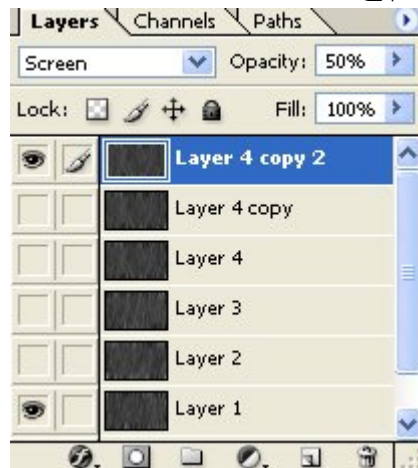 Layers Channels Paths
Screen Opacity: 50%
Lock: Fill: 100%
Layer 4 copy 2
Layer 4 copy
Layer 4
Layer 3
Layer 2
Layer 1